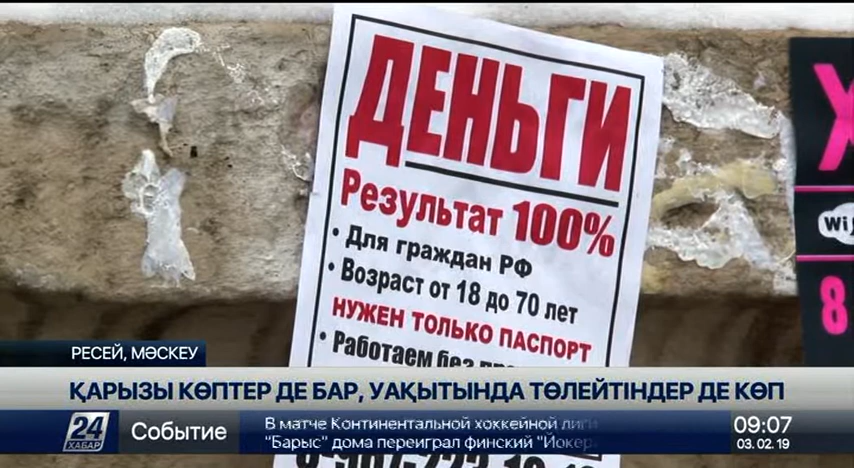 ДЕНЬГИ
Результат 100%
• Для граждан РФ
• Возраст от 18 до 70 лет
НУЖЕН ТОЛЬКО ПАСПОРТ
• Работаем без
Wi
8
РЕСЕЙ, МӘСКЕУ
ҚАРЫЗЫ КӨПТЕР ДЕ БАР, УАҚЫТЫНДА ТӨЛЕЙТІНДЕР ДЕ КӨП
24
ХАБАР
Событие
В матче Континентальной хоккейной лиги
"Барыс" дома переиграл финский "Йокер
09:07
03.02.19